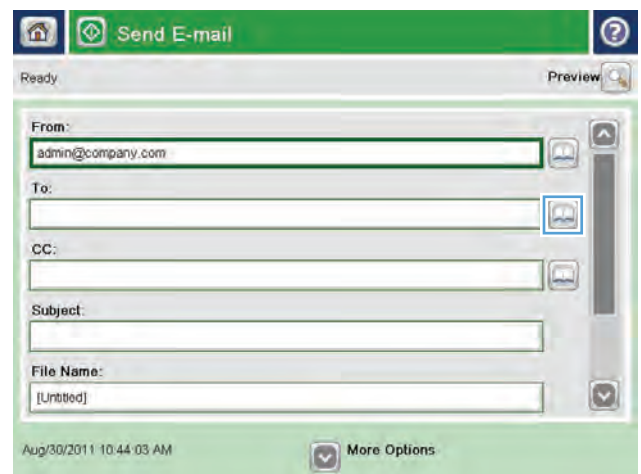 Send E-mail
?
Ready
Preview
From:
admin@company.com
To:
CC:
Subject:
File Name:
[Untitled]
Aug/30/2011 10:44:03 AM
More Options